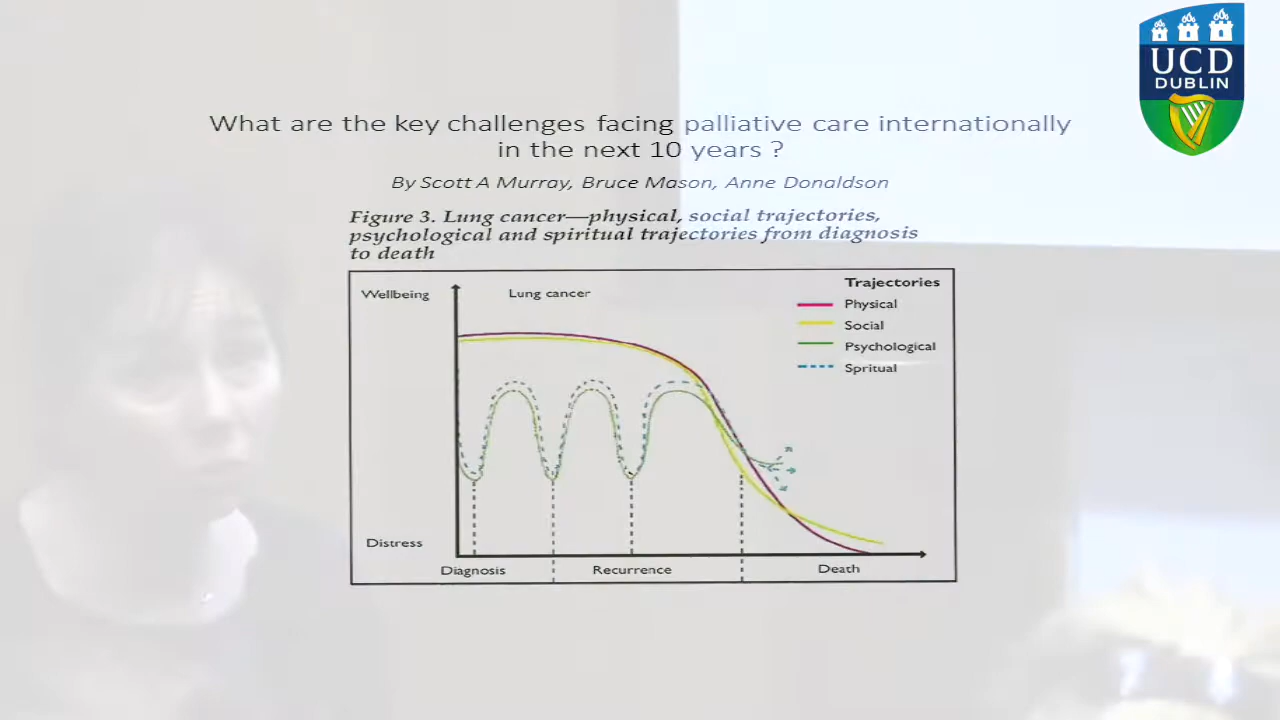 UCD
DUBLIN
What are the key challenges facing palliative care internationally
in the next 10 years ?
By Scott A Murray, Bruce Mason, Anne Donaldson
Figure 3. Lung cancer—physical, social trajectories,
psychological and spiritual trajectories from diagnosis
to death
Wellbeing
Lung cancer
Trajectories
Physical
Social
Psychological
Spritual
Distress
Diagnosis
Recurrence
Death